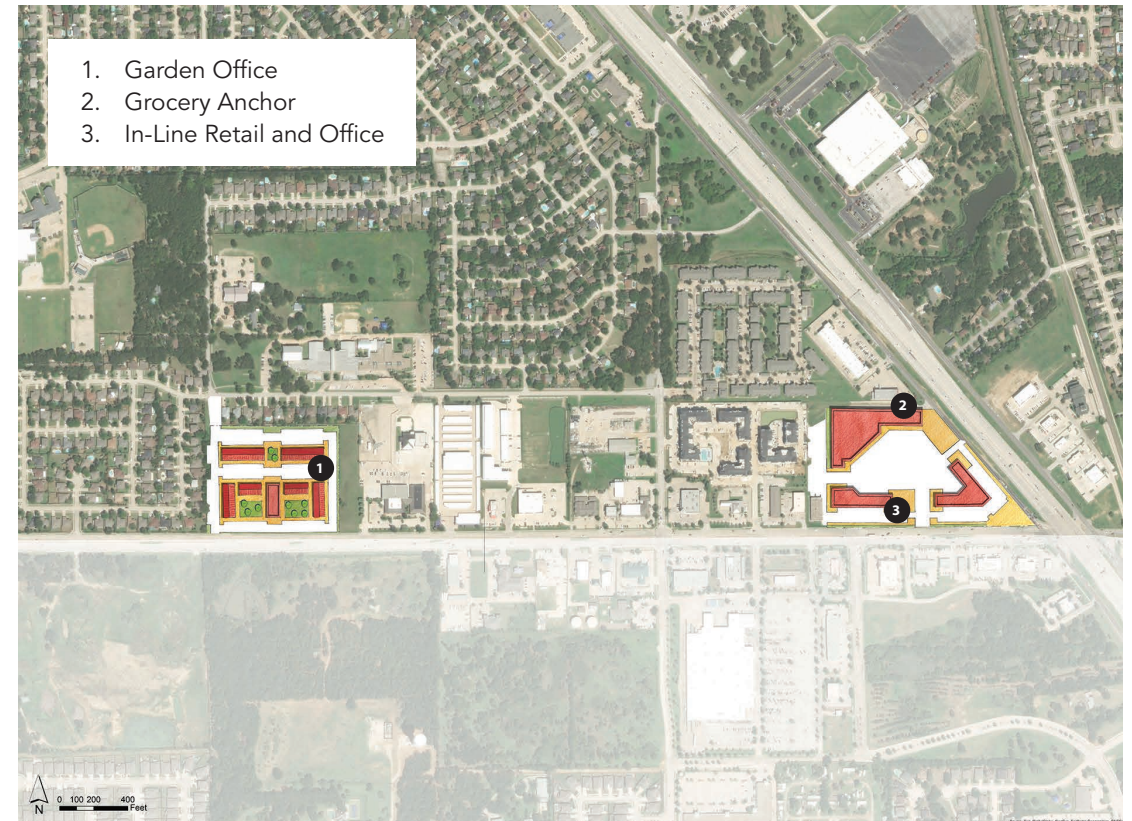 1. Garden Office
2. Grocery Anchor
3. In-Line Retail and Office
2
1
3
N
0 100 200 400
Feet